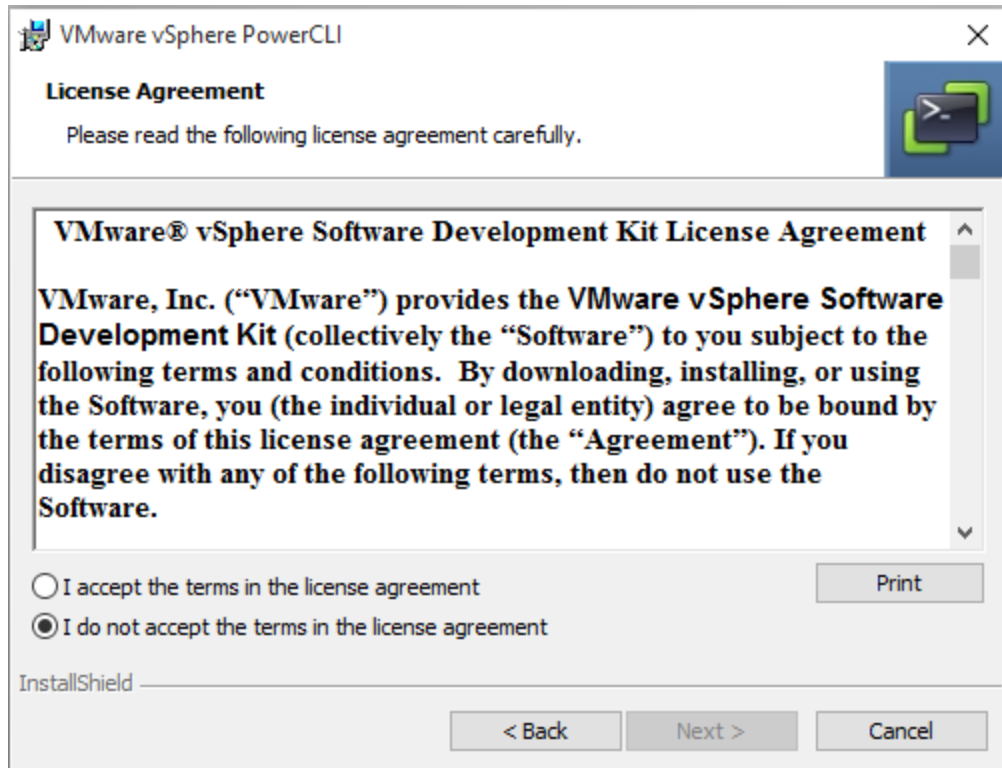 VMware vSphere PowerCLI
License Agreement
Please read the following license agreement carefully.
>_
VMware® vSphere Software Development Kit License Agreement
VMware, Inc. (“VMware”) provides the VMware vSphere Software
Development Kit (collectively the “Software”) to you subject to the
following terms and conditions.  By downloading, installing, or using
the Software, you (the individual or legal entity) agree to be bound by
the terms of this license agreement (the “Agreement”). If you
disagree with any of the following terms, then do not use the
Software.
I accept the terms in the license agreement
Print
I do not accept the terms in the license agreement
InstallShield
< Back
Next >
Cancel